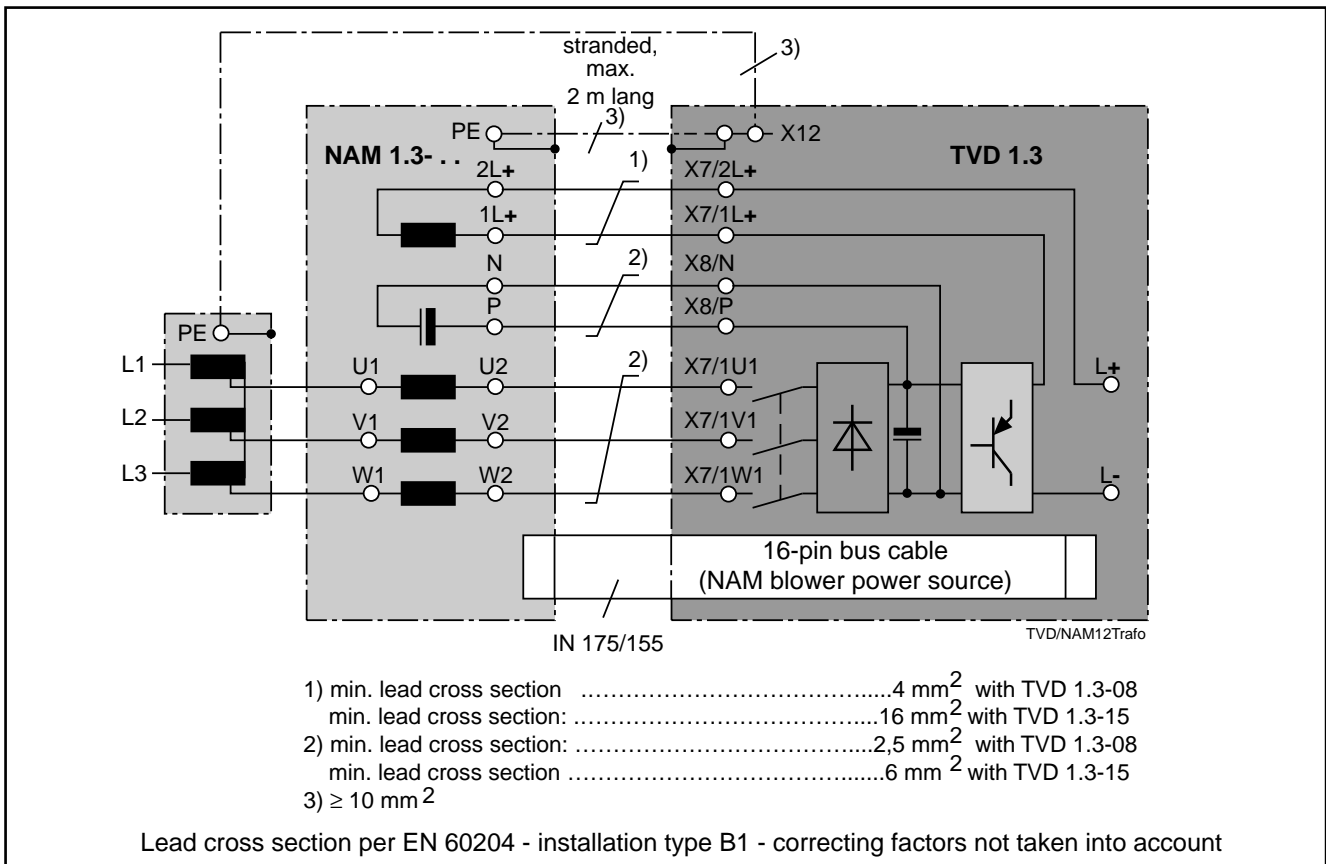 stranded,
max.
2 m lang
3)
3)
PE
X12
NAM 1.3- . .
TVD 1.3
1)
2L+
X7/2L+
1L+
X7/1L+
2)
N
X8/N
P
X8/P
PE
2)
L1
U1
U2
X7/1U1
L+
L2
V1
V2
X7/1V1
L3
W1
W2
X7/1W1
L-
16-pin bus cable
(NAM blower power source)
IN 175/155
TVD/NAM12Trafo
1) min. lead cross section ……………………………………......4 mm² with TVD 1.3-08
min. lead cross section: ………………………………………....16 mm² with TVD 1.3-15
2) min. lead cross section: …………………………………......2,5 mm² with TVD 1.3-08
min. lead cross section ………………………………….......6 mm ² with TVD 1.3-15
3) ≥ 10 mm ²
Lead cross section per EN 60204 - installation type B1 - correcting factors not taken into account